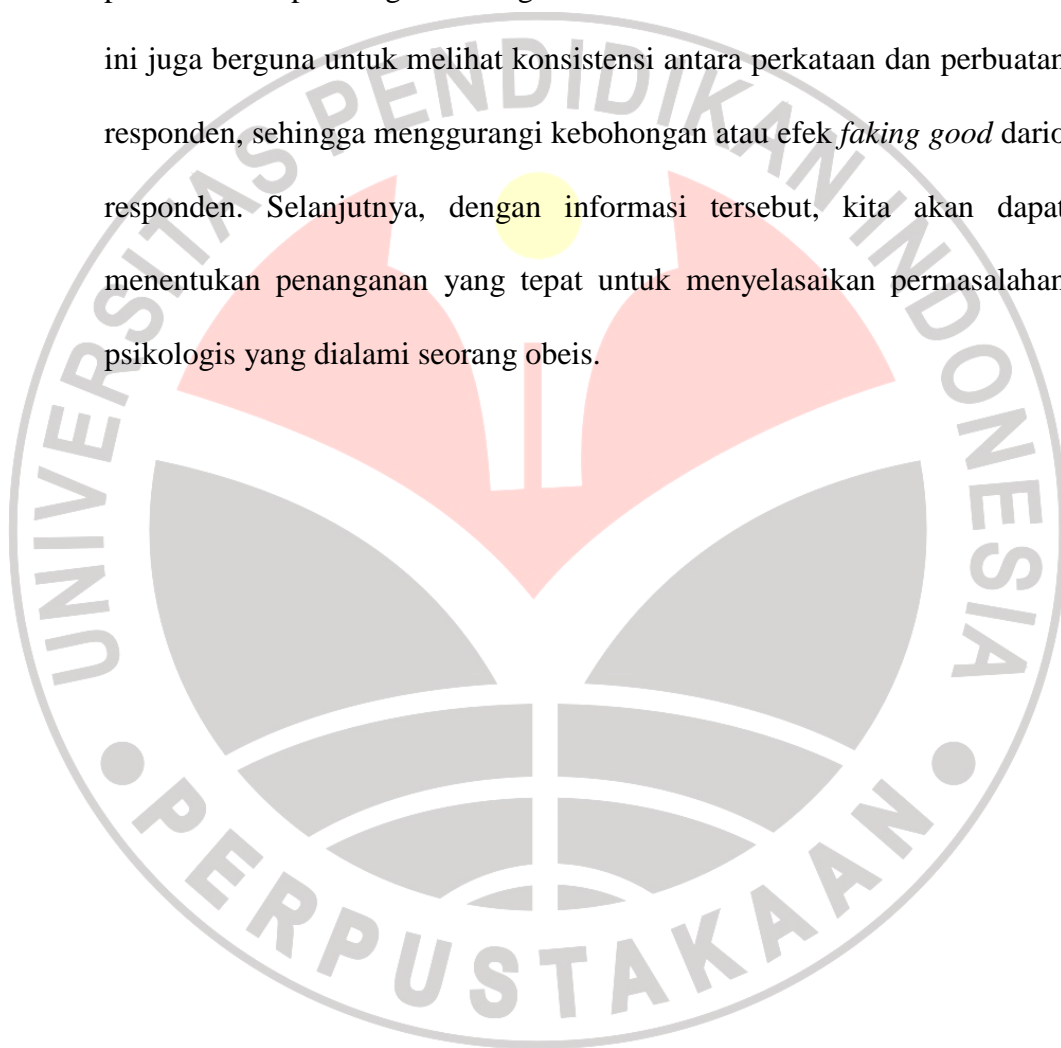 ini juga berguna untuk melihat konsistensi antara perkataan dan perbuatan
responden, sehingga menggurangi kebohongan atau efek faking good dario
responden. Selanjutnya, dengan informasi tersebut, kita akan dapat
menentukan penanganan yang tepat untuk menyelasaikan permasalahan
psikologis yang dialami seorang obeis.
UNIVERSITAS PENDIDIKAN INDONESIA
PERPUSTAKAAN